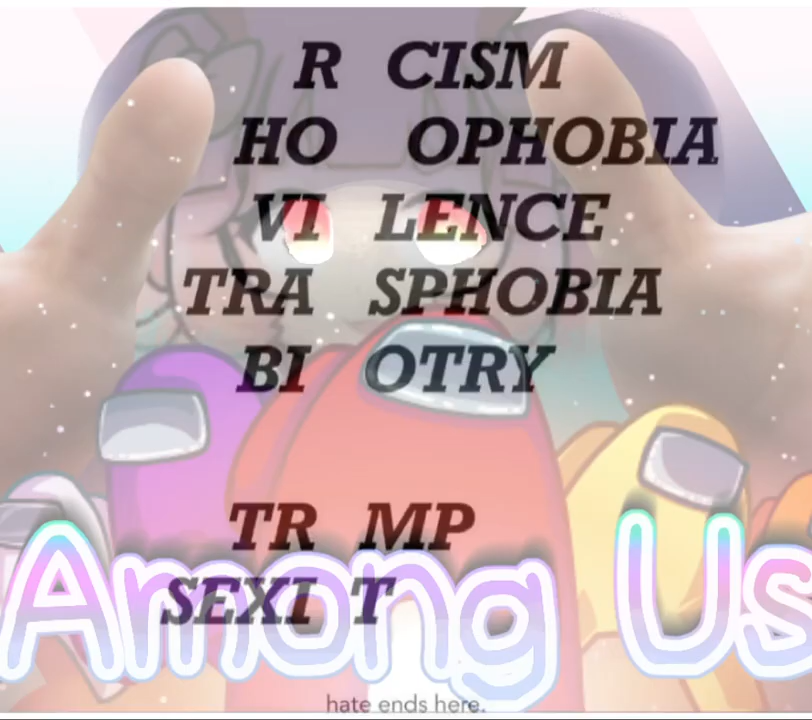 R CISM
HO OPHOBIA
VI LENCE
TRA SPHOBIA
BI OTRY
TR MP
SEXI T
Among Us
hate ends here.